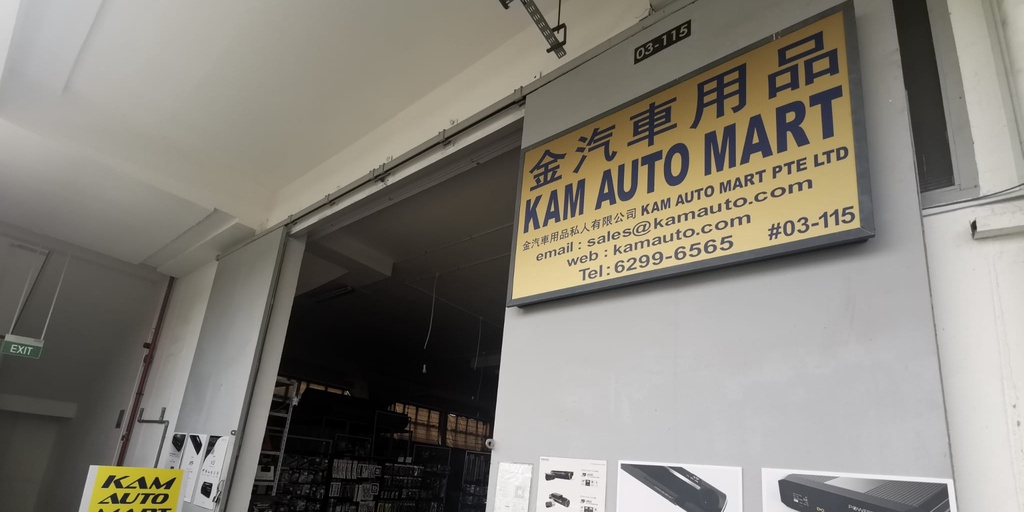 03-115
金汽車用品
KAM AUTO MART
金汽車用品私人有限公司 KAM AUTO MART PTE LTD
email : sales@kamauto.com
web : kamauto.com
Tel : 6299-6565 #03-115
EXIT
KAM
AUTO
MART
POWER